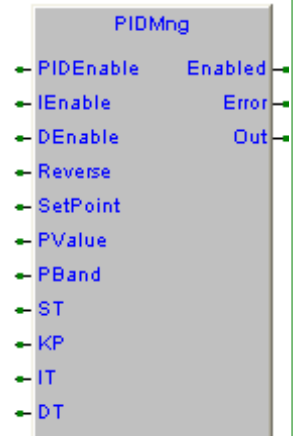 PIDMng
PIDEnable Enabled
IEnable Error
DEnable Out
Reverse
SetPoint
PValue
PBand
ST
KP
IT
DT